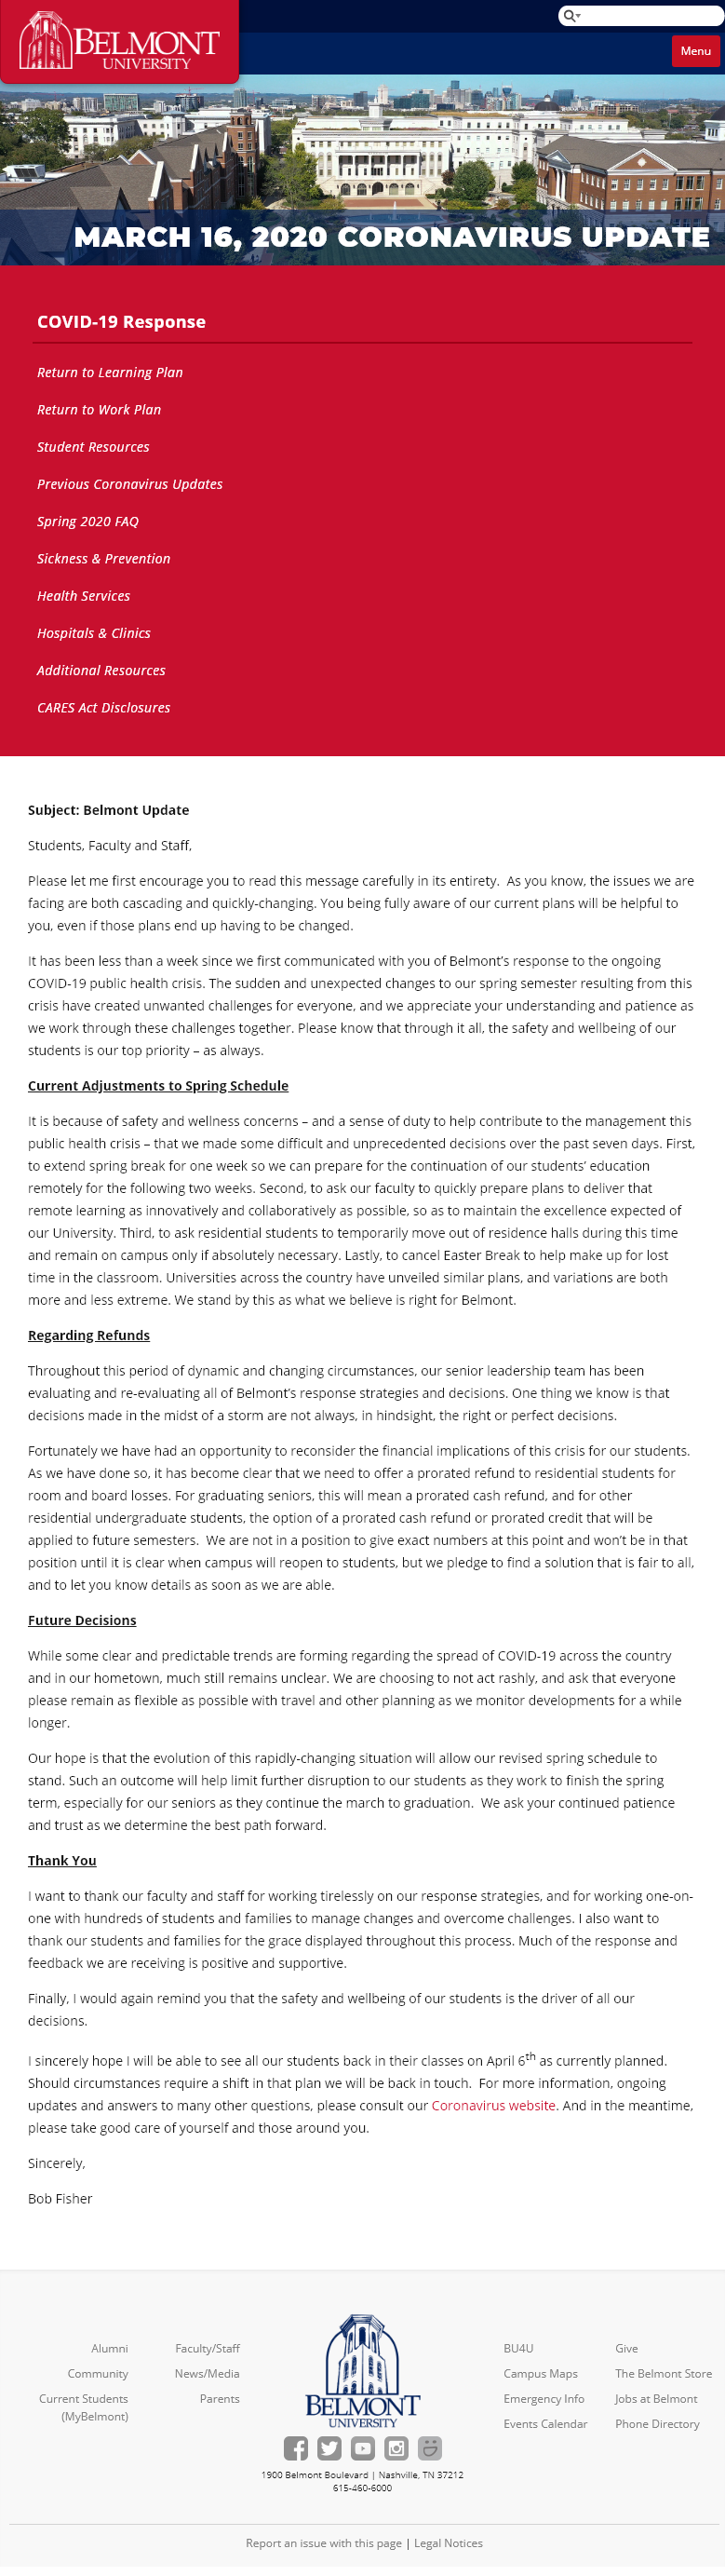 BELMONT
UNIVERSITY
Menu
MARCH 16, 2020 CORONAVIRUS UPDATE
COVID-19 Response
Return to Learning Plan
Return to Work Plan
Student Resources
Previous Coronavirus Updates
Spring 2020 FAQ
Sickness & Prevention
Health Services
Hospitals & Clinics
Additional Resources
CARES Act Disclosures
Subject: Belmont Update
Students, Faculty and Staff,
Please let me first encourage you to read this message carefully in its entirety.  As you know, the issues we are
facing are both cascading and quickly-changing. You being fully aware of our current plans will be helpful to
you, even if those plans end up having to be changed.
It has been less than a week since we first communicated with you of Belmont's response to the ongoing
COVID-19 public health crisis. The sudden and unexpected changes to our spring semester resulting from this
crisis have created unwanted challenges for everyone, and we appreciate your understanding and patience as
we work through these challenges together. Please know that through it all, the safety and wellbeing of our
students is our top priority – as always.
Current Adjustments to Spring Schedule
It is because of safety and wellness concerns – and a sense of duty to help contribute to the management this
public health crisis – that we made some difficult and unprecedented decisions over the past seven days. First,
to extend spring break for one week so we can prepare for the continuation of our students' education
remotely for the following two weeks. Second, to ask our faculty to quickly prepare plans to deliver that
remote learning as innovatively and collaboratively as possible, so as to maintain the excellence expected of
our University. Third, to ask residential students to temporarily move out of residence halls during this time
and remain on campus only if absolutely necessary. Lastly, to cancel Easter Break to help make up for lost
time in the classroom. Universities across the country have unveiled similar plans, and variations are both
more and less extreme. We stand by this as what we believe is right for Belmont.
Regarding Refunds
Throughout this period of dynamic and changing circumstances, our senior leadership team has been
evaluating and re-evaluating all of Belmont's response strategies and decisions. One thing we know is that
decisions made in the midst of a storm are not always, in hindsight, the right or perfect decisions.
Fortunately we have had an opportunity to reconsider the financial implications of this crisis for our students.
As we have done so, it has become clear that we need to offer a prorated refund to residential students for
room and board losses. For graduating seniors, this will mean a prorated cash refund, and for other
residential undergraduate students, the option of a prorated cash refund or prorated credit that will be
applied to future semesters.  We are not in a position to give exact numbers at this point and won't be in that
position until it is clear when campus will reopen to students, but we pledge to find a solution that is fair to all,
and to let you know details as soon as we are able.
Future Decisions
While some clear and predictable trends are forming regarding the spread of COVID-19 across the country
and in our hometown, much still remains unclear. We are choosing to not act rashly, and ask that everyone
please remain as flexible as possible with travel and other planning as we monitor developments for a while
longer.
Our hope is that the evolution of this rapidly-changing situation will allow our revised spring schedule to
stand. Such an outcome will help limit further disruption to our students as they work to finish the spring
term, especially for our seniors as they continue the march to graduation.  We ask your continued patience
and trust as we determine the best path forward.
Thank You
I want to thank our faculty and staff for working tirelessly on our response strategies, and for working one-on-
one with hundreds of students and families to manage changes and overcome challenges. I also want to
thank our students and families for the grace displayed throughout this process. Much of the response and
feedback we are receiving is positive and supportive.
Finally, I would again remind you that the safety and wellbeing of our students is the driver of all our
decisions.
I sincerely hope I will be able to see all our students back in their classes on April 6th as currently planned.
Should circumstances require a shift in that plan we will be back in touch.  For more information, ongoing
updates and answers to many other questions, please consult our Coronavirus website. And in the meantime,
please take good care of yourself and those around you.
Sincerely,
Bob Fisher
Alumni
Community
Current Students
(MyBelmont)
Faculty/Staff
News/Media
Parents
BELMONT
UNIVERSITY
1900 Belmont Boulevard | Nashville, TN 37212
615-460-6000
BU4U
Campus Maps
Emergency Info
Events Calendar
Give
The Belmont Store
Jobs at Belmont
Phone Directory
Report an issue with this page | Legal Notices